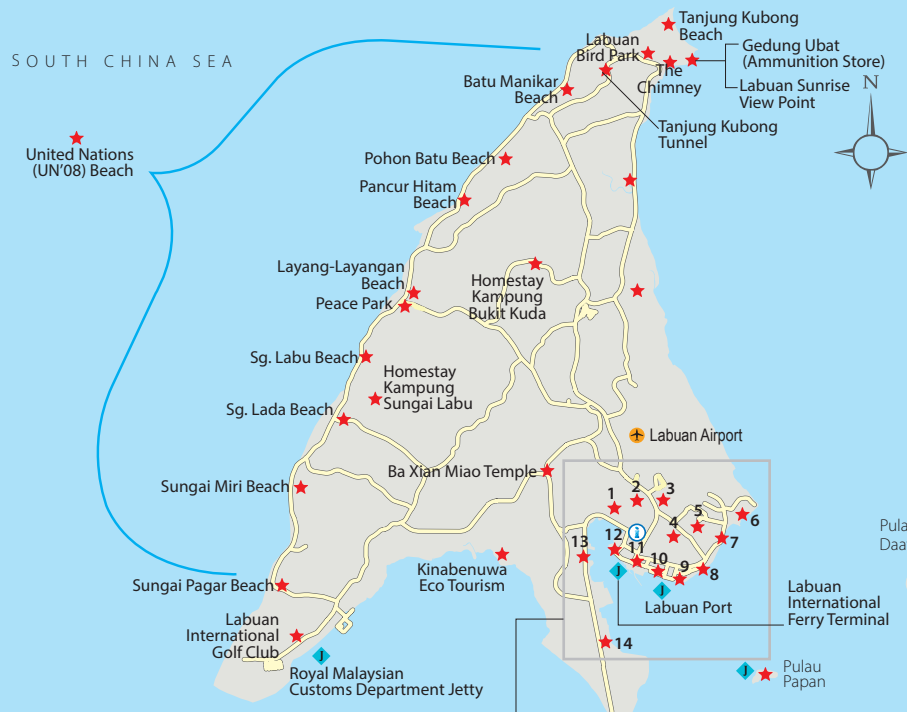 SOUTH CHINA SEA
Tanjung Kubong
Beach
Labuan
Bird Park
The
Chimney
Gedung Ubat
(Ammunition Store)
Labuan Sunrise
View Point
N
Batu Manikar
Beach
Tanjung Kubong
Tunnel
United Nations
(UN'08) Beach
Pohon Batu Beach
Pancur Hitam
Beach
Layang-Layangan
Beach
Peace Park
Homestay
Kampung
Bukit Kuda
Sg. Labu Beach
Homestay
Kampung
Sungai Labu
Sg. Lada Beach
Labuan Airport
Ba Xian Miao Temple
Sungai Miri Beach
1
2
3
4
5
6
7
8
9
10
11
12
13
14
i
Pula
Daa
Kinabenuwa
Eco Tourism
Sungai Pagar Beach
J
J
Labuan Port
Labuan
International
Ferry Terminal
Labuan
International
Golf Club
J
Royal Malaysian
Customs Department Jetty
J
Pulau
Papan